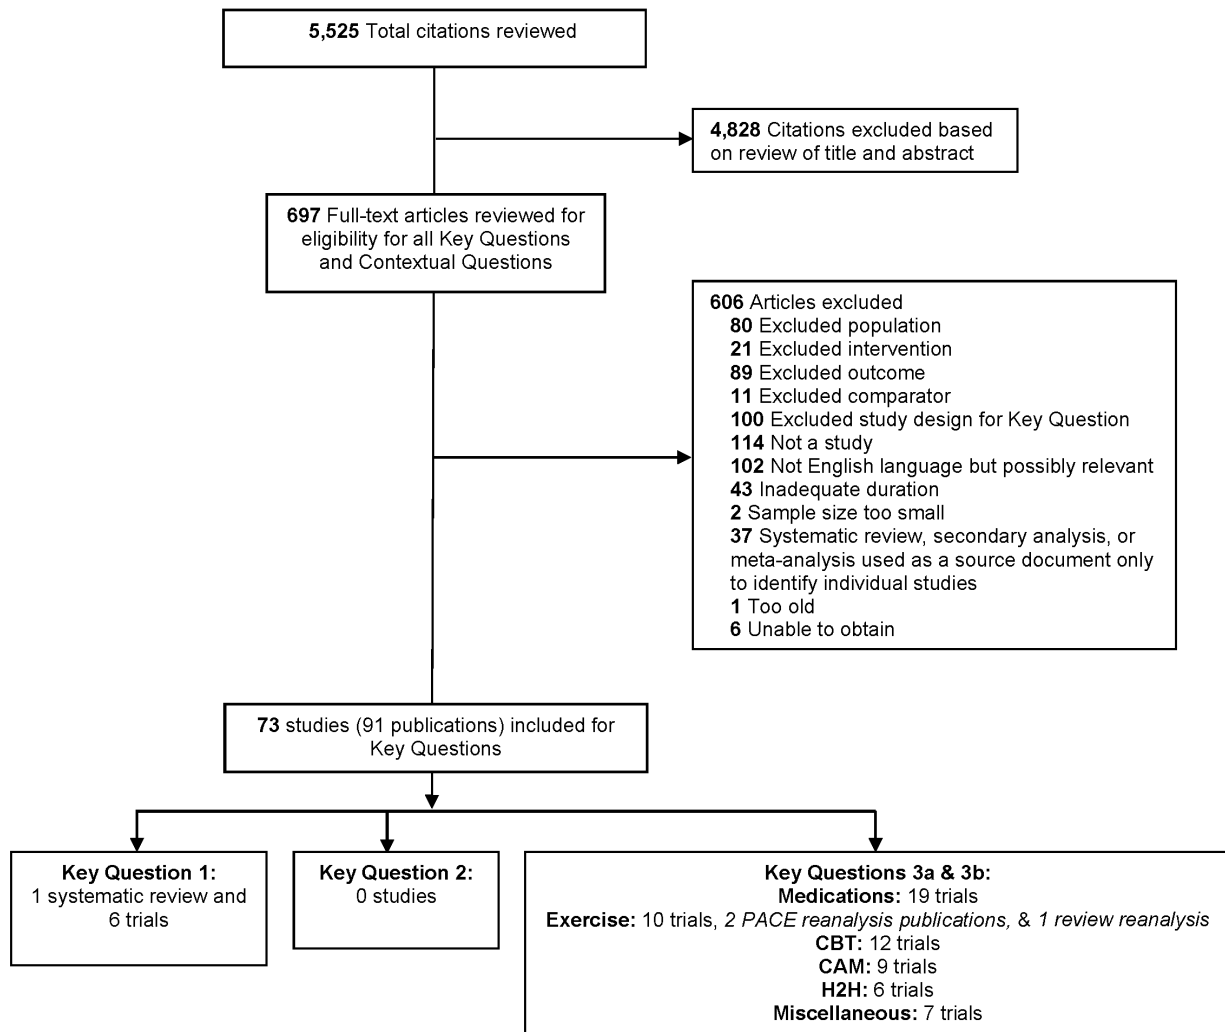 5,525 Total citations reviewed
4,828 Citations excluded based
on review of title and abstract
697 Full-text articles reviewed for
eligibility for all Key Questions
and Contextual Questions
606 Articles excluded
80 Excluded population
21 Excluded intervention
89 Excluded outcome
11 Excluded comparator
100 Excluded study design for Key Question
114 Not a study
102 Not English language but possibly relevant
43 Inadequate duration
2 Sample size too small
37 Systematic review, secondary analysis, or
meta-analysis used as a source document only
to identify individual studies
1 Too old
6 Unable to obtain
73 studies (91 publications) included for
Key Questions
Key Question 1:
1 systematic review and
6 trials
Key Question 2:
0 studies
Key Questions 3a & 3b:
Medications: 19 trials
Exercise: 10 trials, 2 PACE reanalysis publications, & 1 review reanalysis
CBT: 12 trials
CAM: 9 trials
H2H: 6 trials
Miscellaneous: 7 trials